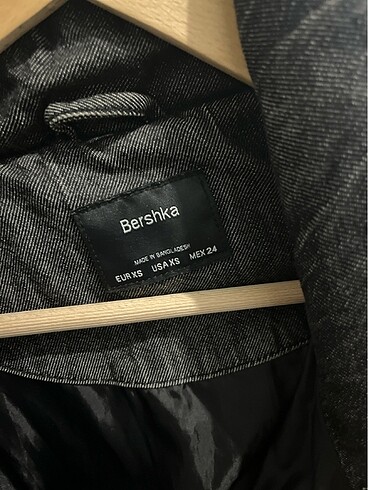 Bershka
MADE IN BANGLADESH
EUR XS USA XS MEX 24